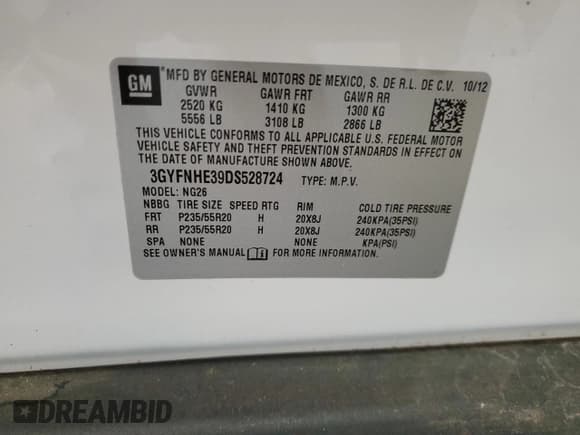 GM
MFD BY GENERAL MOTORS DE MEXICO, S. DE R.L. DE C.V. 10/12
GVWR GAWR FRT GAWR RR
2520 KG 1410 KG 1300 KG
5556 LB 3108 LB 2866 LB
THIS VEHICLE CONFORMS TO ALL APPLICABLE U.S. FEDERAL MOTOR
VEHICLE SAFETY AND THEFT PREVENTION STANDARDS IN EFFECT ON
THE DATE OF MANUFACTURE SHOWN ABOVE.
3GYFNHE39DS528724 TYPE: M.P.V.
MODEL: NG26
NBBG TIRE SIZE SPEED RTG RIM COLD TIRE PRESSURE
FRT P235/55R20 H 20X8J 240KPA(35PSI)
RR P235/55R20 H 20X8J 240KPA(35PSI)
SPA NONE NONE KPA(PSI)
SEE OWNER'S MANUAL FOR MORE INFORMATION.
DREAMBID